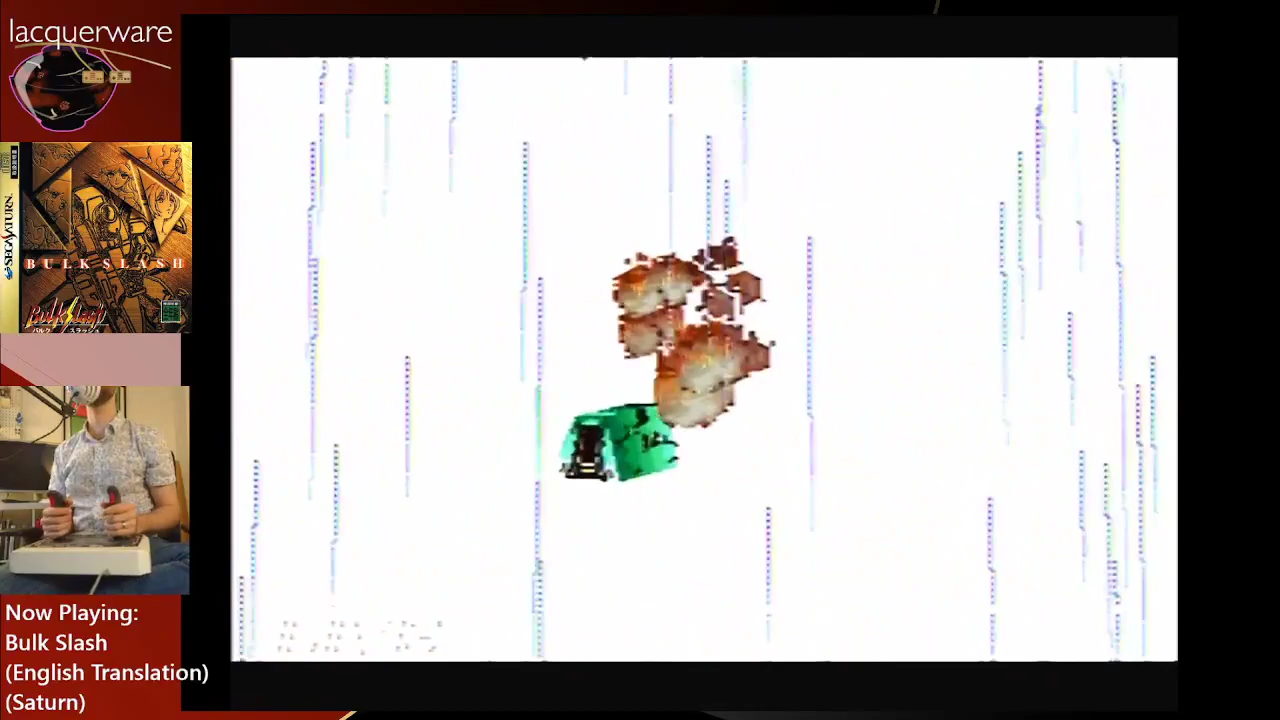 lacquerware
SEGA SATURN
BULK SLASH
Bulk Slash
バルク スラッシュ
Now Playing:
Bulk Slash
(English Translation)
(Saturn)